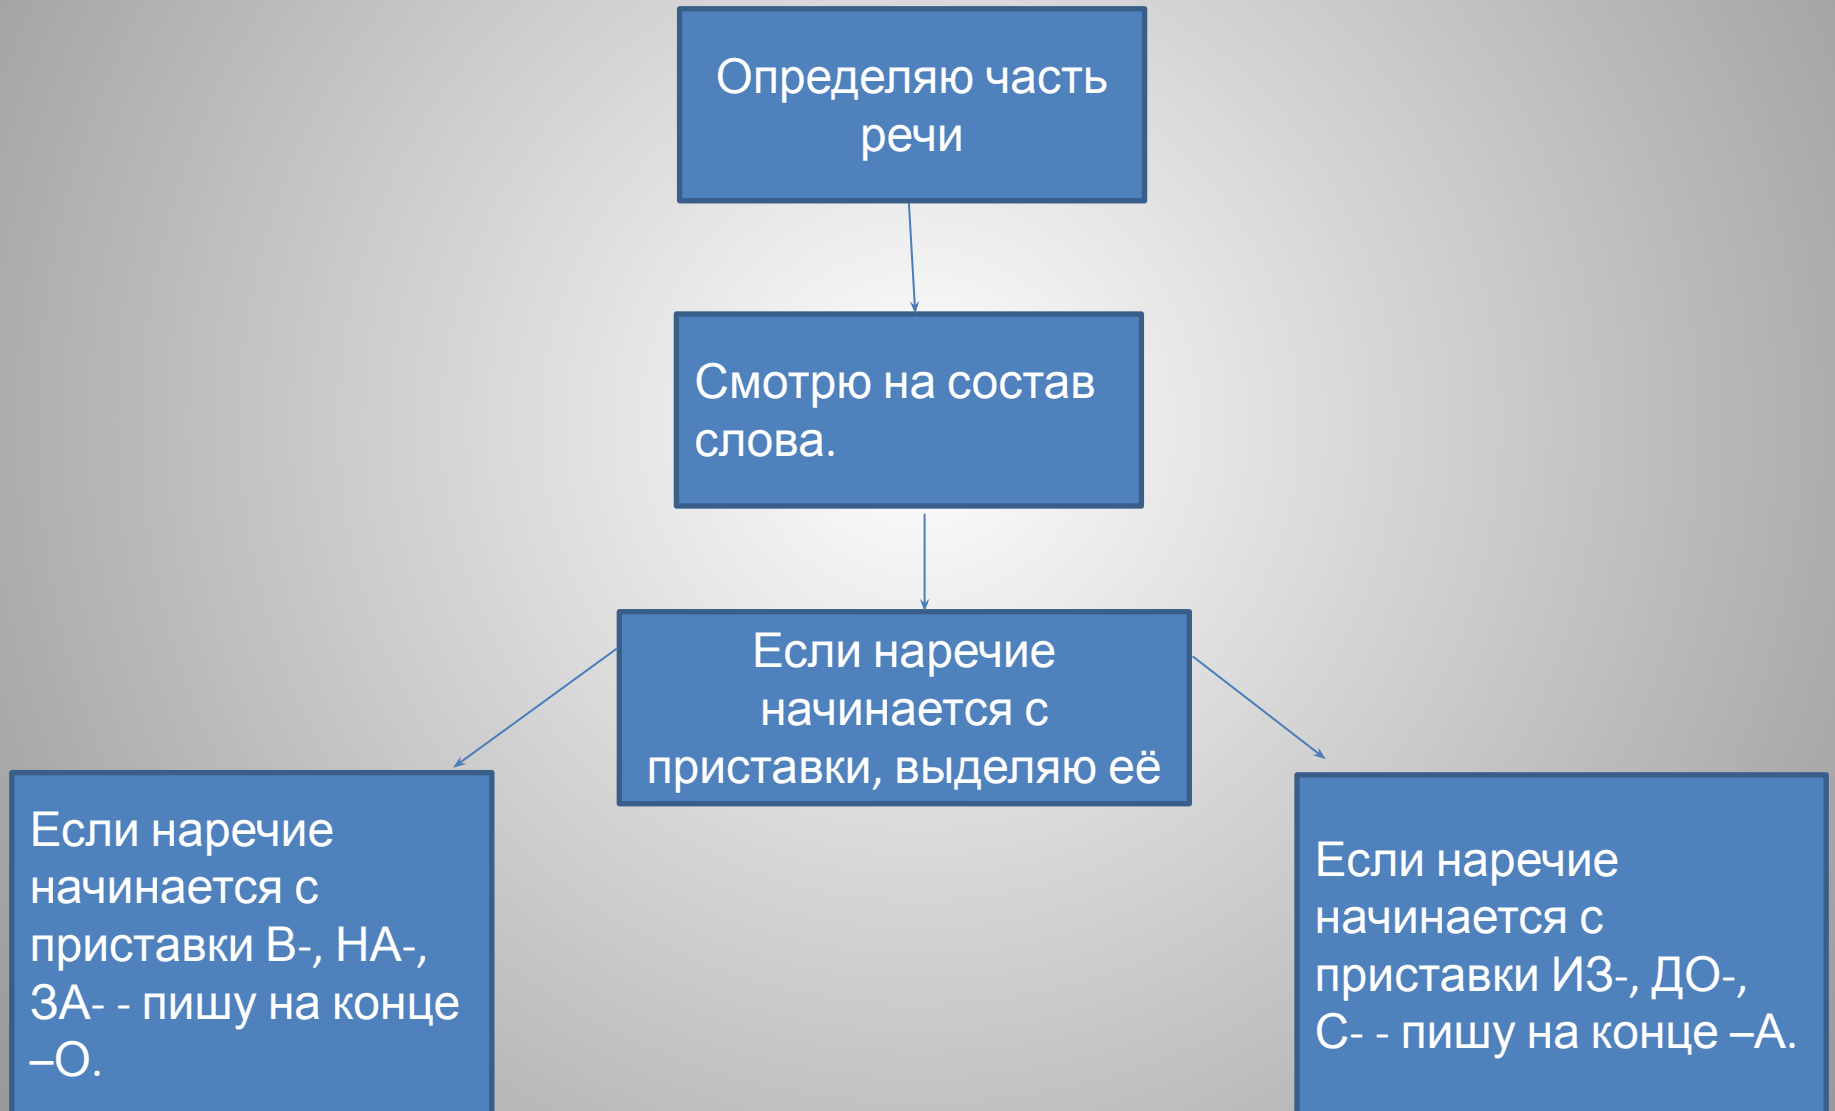 Определяю часть
речи
Смотрю на состав
слова.
Если наречие
начинается с
приставки, выделяю её
Если наречие
начинается с
приставки В-, НА-,
ЗА- - пишу на конце
–О.
Если наречие
начинается с
приставки ИЗ-, ДО-,
С- - пишу на конце –А.